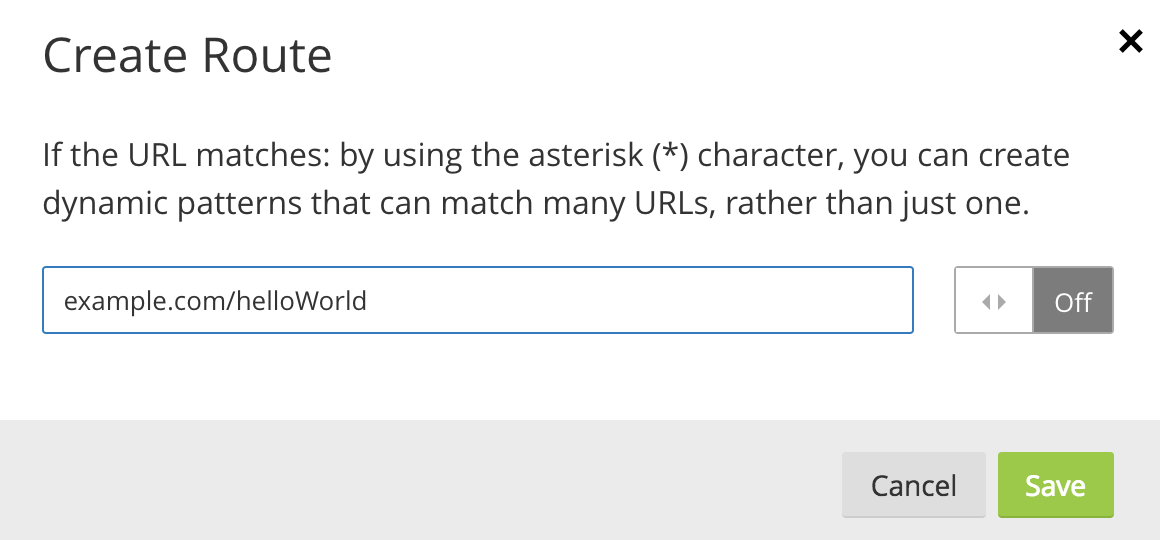 Create Route
If the URL matches: by using the asterisk (*) character, you can create
dynamic patterns that can match many URLs, rather than just one.
example.com/helloWorld
Off
Cancel
Save